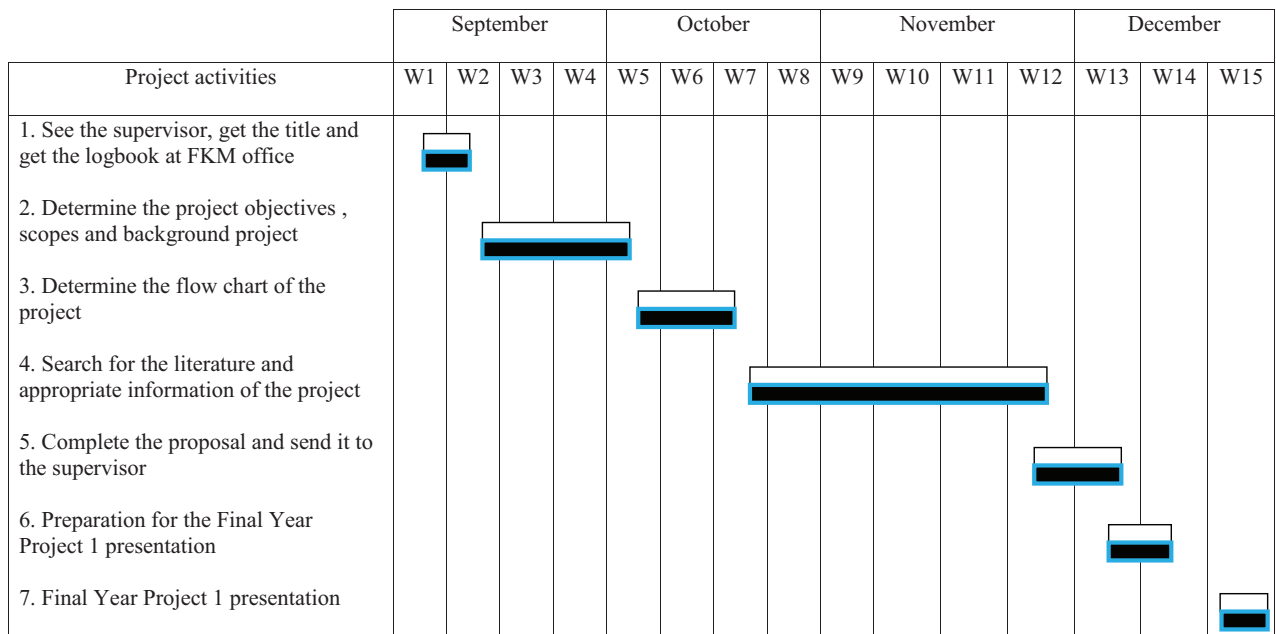 September October November December
Project activities W1 W2 W3 W4 W5 W6 W7 W8 W9 W10 W11 W12 W13 W14 W15
1. See the supervisor, get the title and
get the logbook at FKM office
2. Determine the project objectives ,
scopes and background project
3. Determine the flow chart of the
project
4. Search for the literature and
appropriate information of the project
5. Complete the proposal and send it to
the supervisor
6. Preparation for the Final Year
Project 1 presentation
7. Final Year Project 1 presentation